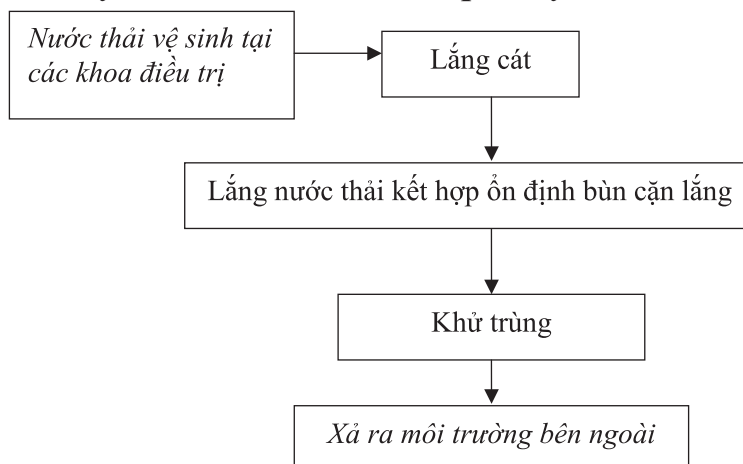 Nước thải vệ sinh tại
các khoa điều trị
Lắng cát
Lắng nước thải kết hợp ổn định bùn cặn lắng
Khử trùng
Xả ra môi trường bên ngoài